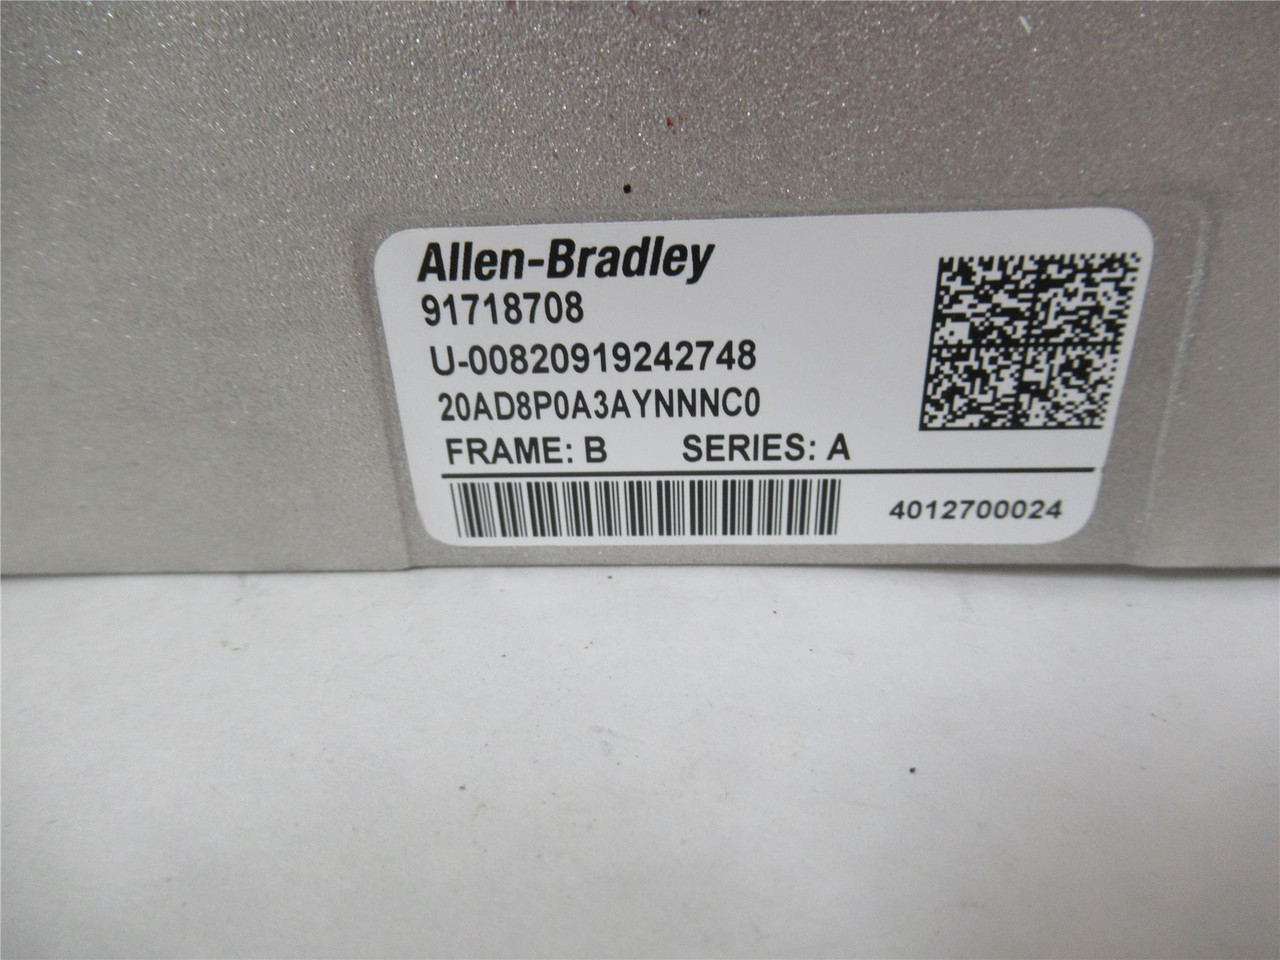 Allen-Bradley
91718708
U-00820919242748
20AD8P0A3AYNNNC0
FRAME: B SERIES: A
4012700024